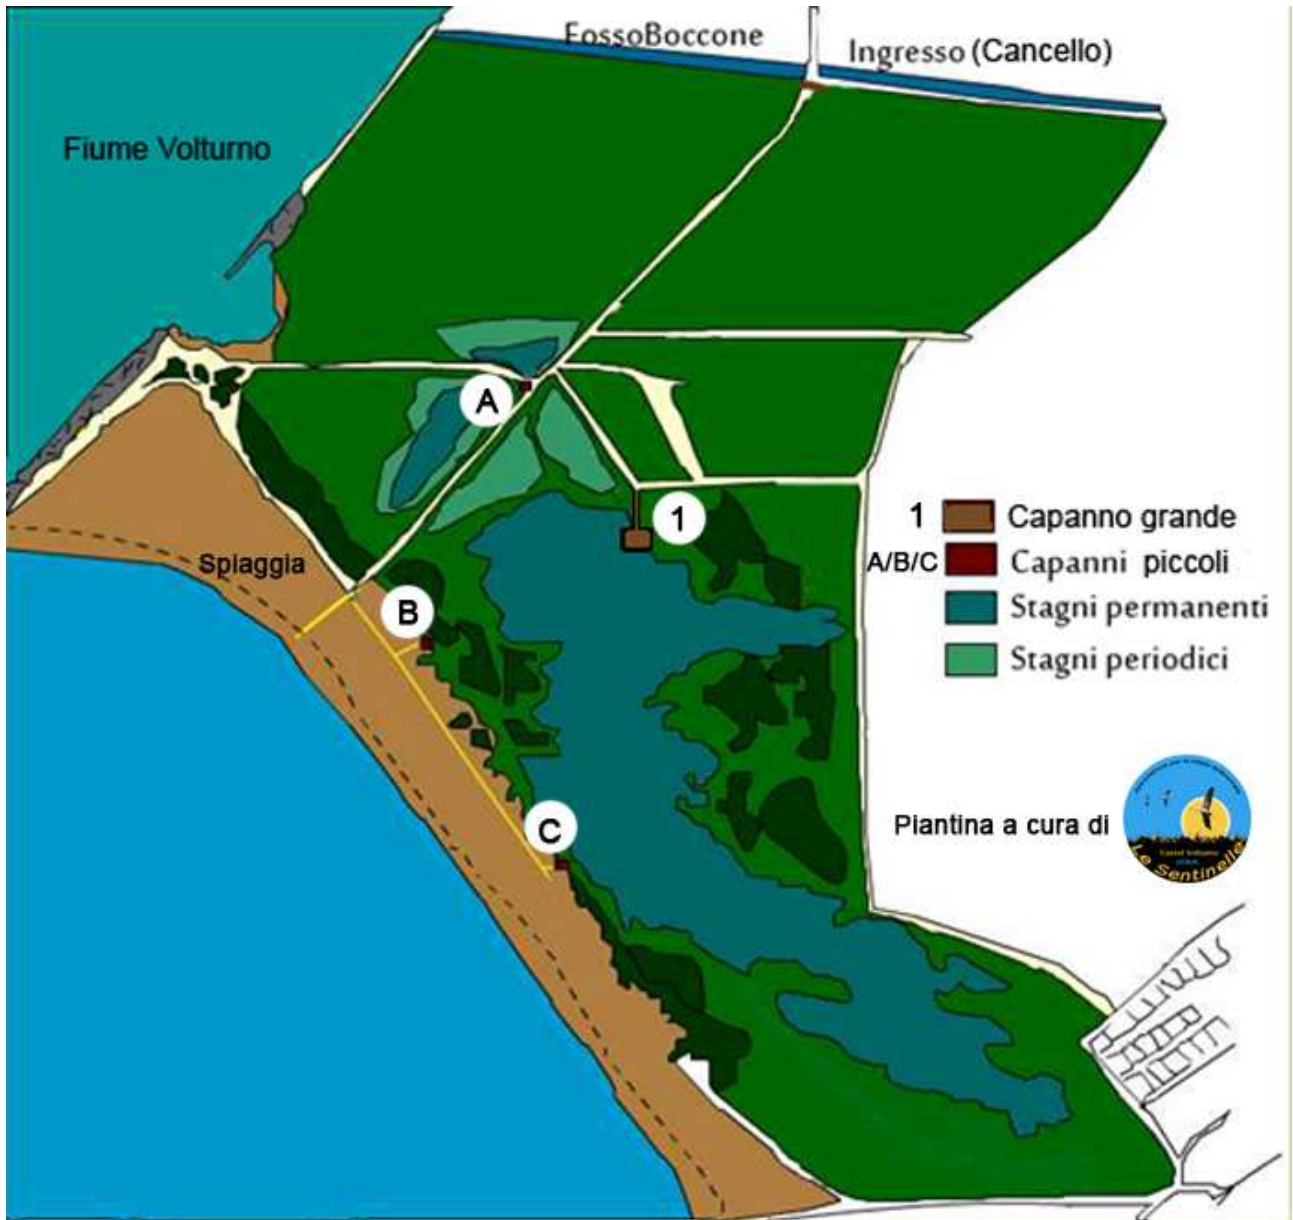 FossoBoccone
Ingresso (Cancello)
Fiume Volturno
A
1
1 Capanno grande
Spiaggia
A/B/C Capanni piccoli
B
Stagni permanenti
Stagni periodici
C
Piantina a cura di
Le Sentinelle